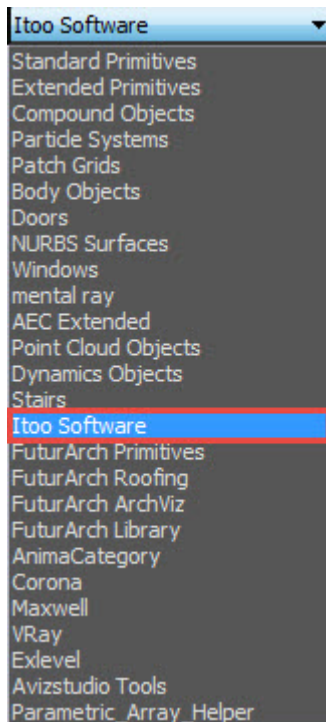 Itoo Software
Standard Primitives
Extended Primitives
Compound Objects
Particle Systems
Patch Grids
Body Objects
Doors
NURBS Surfaces
Windows
mental ray
AEC Extended
Point Cloud Objects
Dynamics Objects
Stairs
Itoo Software
FuturArch Primitives
FuturArch Roofing
FuturArch ArchViz
FuturArch Library
AnimaCategory
Corona
Maxwell
VRay
Exlevel
Avizstudio Tools
Parametric_Array_Helper